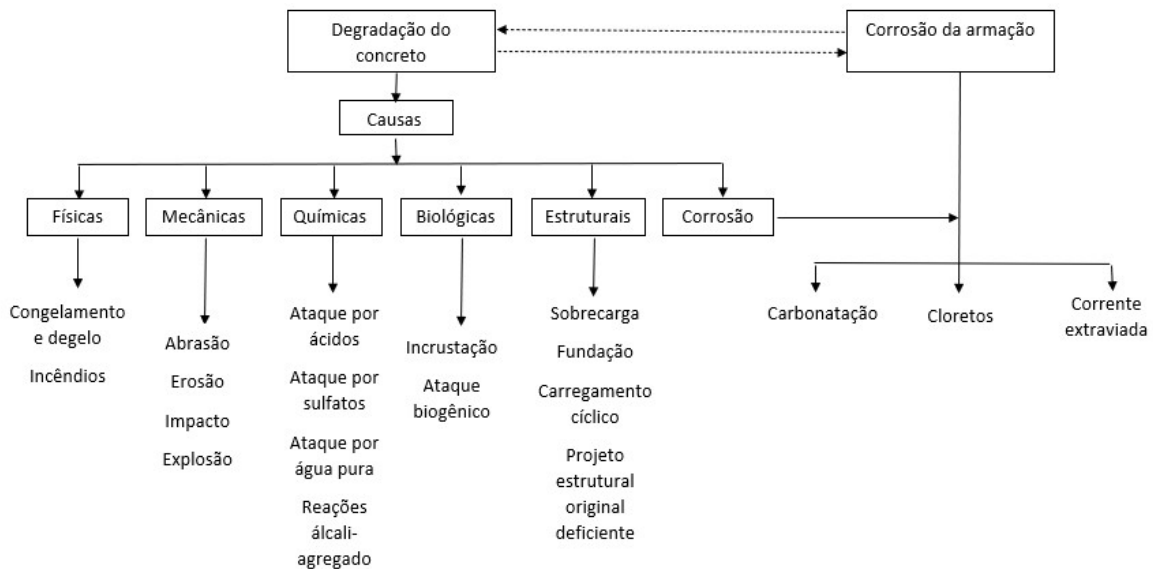 Degradação do
concreto
Corrosão da armação
Causas
Físicas
Mecânicas
Químicas
Biológicas
Estruturais
Corrosão
Congelamento
e degelo
Incêndios
Abrasão
Erosão
Impacto
Explosão
Ataque por
ácidos
Ataque por
sulfatos
Ataque por
água pura
Reações
álcali-
agregado
Incrustação
Ataque
biogênico
Sobrecarga
Fundação
Carregamento
cíclico
Projeto
estrutural
original
deficiente
Carbonatação
Cloretos
Corrente
extraviada